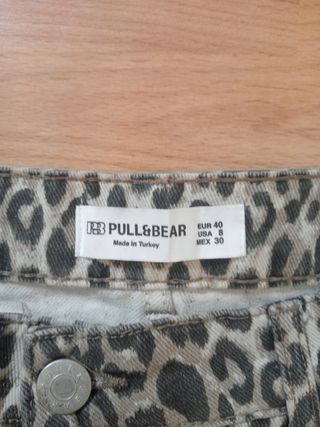 PULL&BEAR
Made in Turkey
EUR 40
USA 8
MEX 30